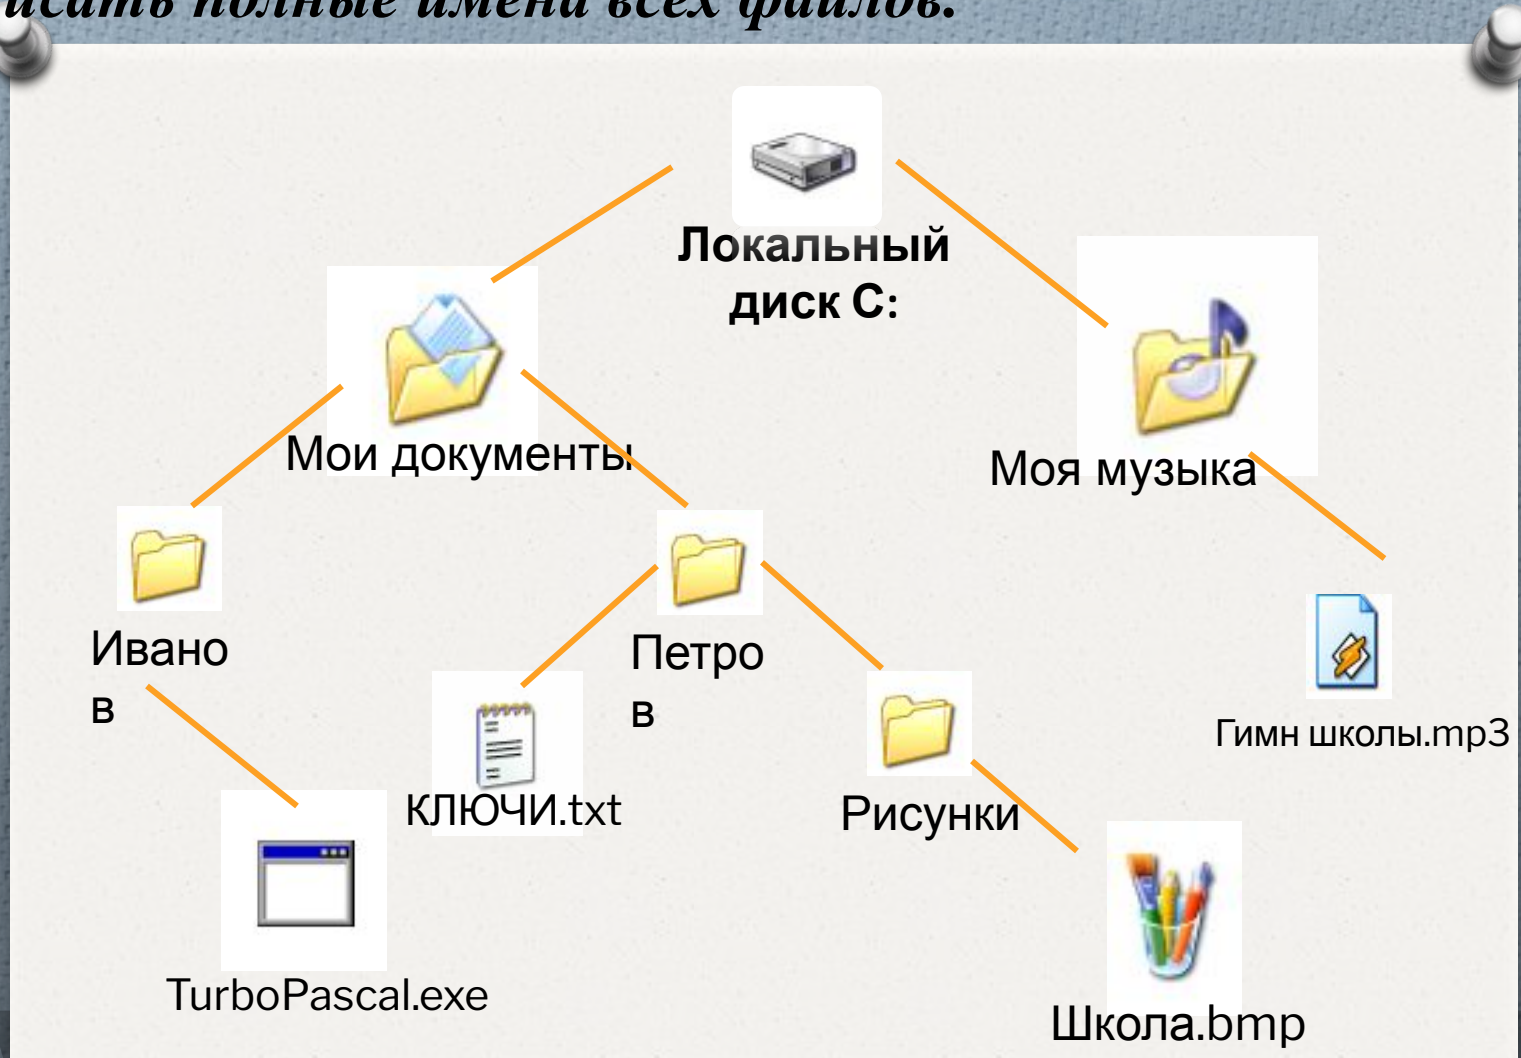 полные имена всех файлов.
Локальный
диск C:
Мои документы
Моя музыка
Ивано
в
Петро
в
Гимн школы.mp3
КЛЮЧИ.txt
Рисунки
TurboPascal.exe
Школа.bmp